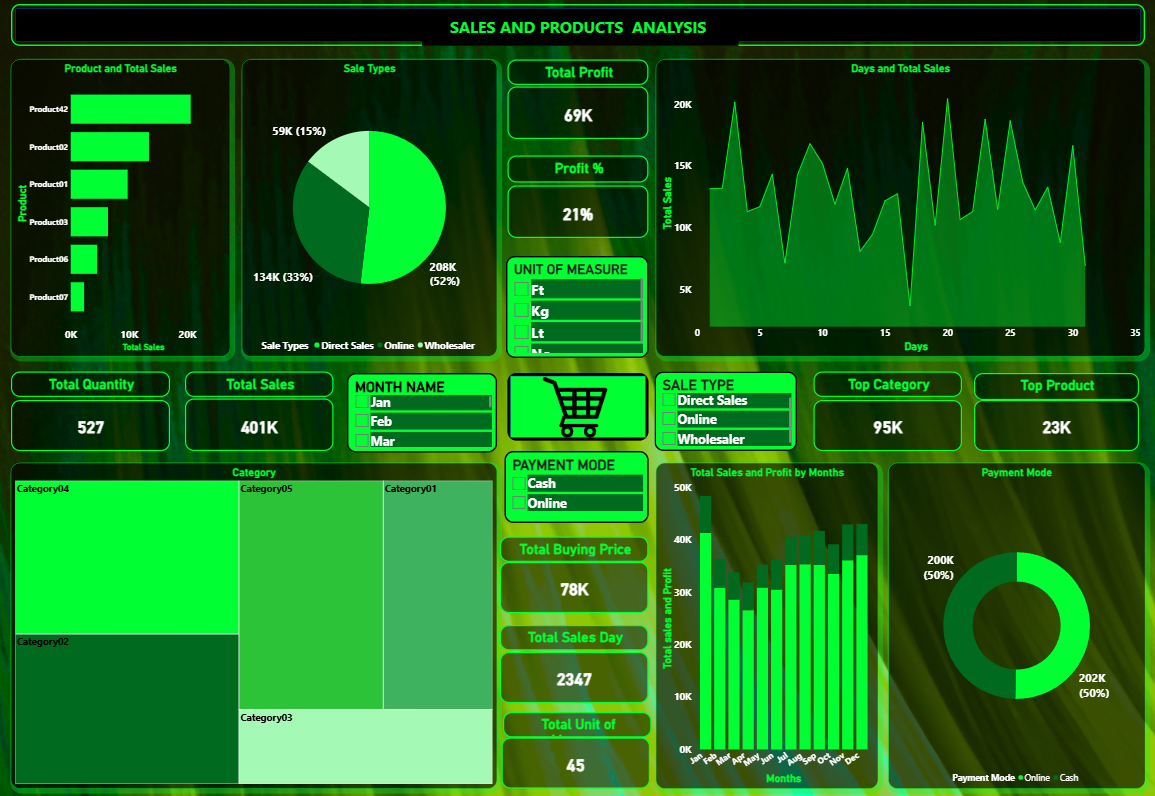 SALES AND PRODUCTS ANALYSIS
Product and Total Sales
Product
Product42
Product02
Product01
Product03
Product06
Product07
0K 10K 20K
Total Sales
Sale Types
59K (15%)
134K (33%)
208K
(52%)
Sale Types Direct Sales Online Wholesaler
Total Profit
69K
Profit %
21%
UNIT OF MEASURE
Ft
Kg
Lt
Days and Total Sales
Total Sales
20K
15K
10K
5K
0 5 10 15 20 25 30 35
Days
Total Quantity
527
Total Sales
401K
MONTH NAME
Jan
Feb
Mar
SALE TYPE
Direct Sales
Online
Wholesaler
Top Category
95K
Top Product
23K
Category
Category04
Category05
Category01
Category02
Category03
PAYMENT MODE
Cash
Online
Total Buying Price
78K
Total Sales Day
2347
Total Unit of
45
Total Sales and Profit by Months
Total sales and Profit
50K
40K
30K
20K
10K
0K
Jan Feb Mar Apr May Jun Jul Aug Sep Oct Nov Dec
Months
Payment Mode
200K
(50%)
202K
(50%)
Payment Mode Online Cash